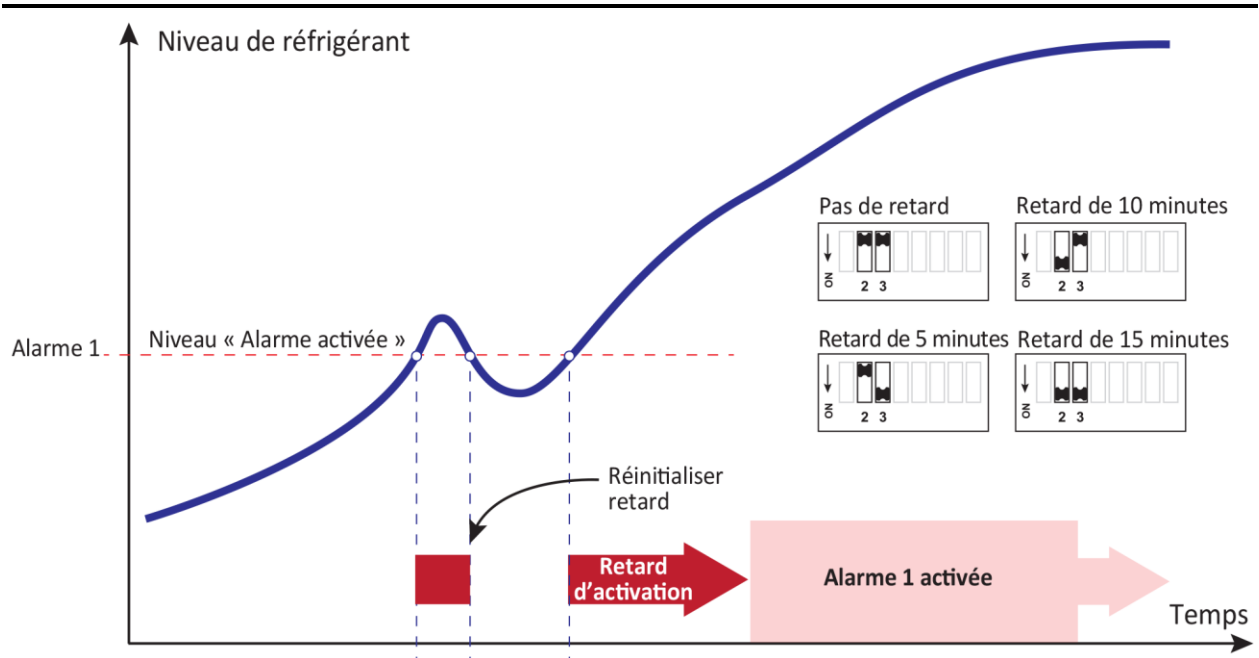 Niveau de réfrigérant
Pas de retard
Retard de 10 minutes
ON
2 3
ON
2 3
Alarme 1
Niveau « Alarme activée »
Retard de 5 minutes
Retard de 15 minutes
ON
2 3
ON
2 3
Réinitialiser
retard
Retard
d’activation
Alarme 1 activée
Temps